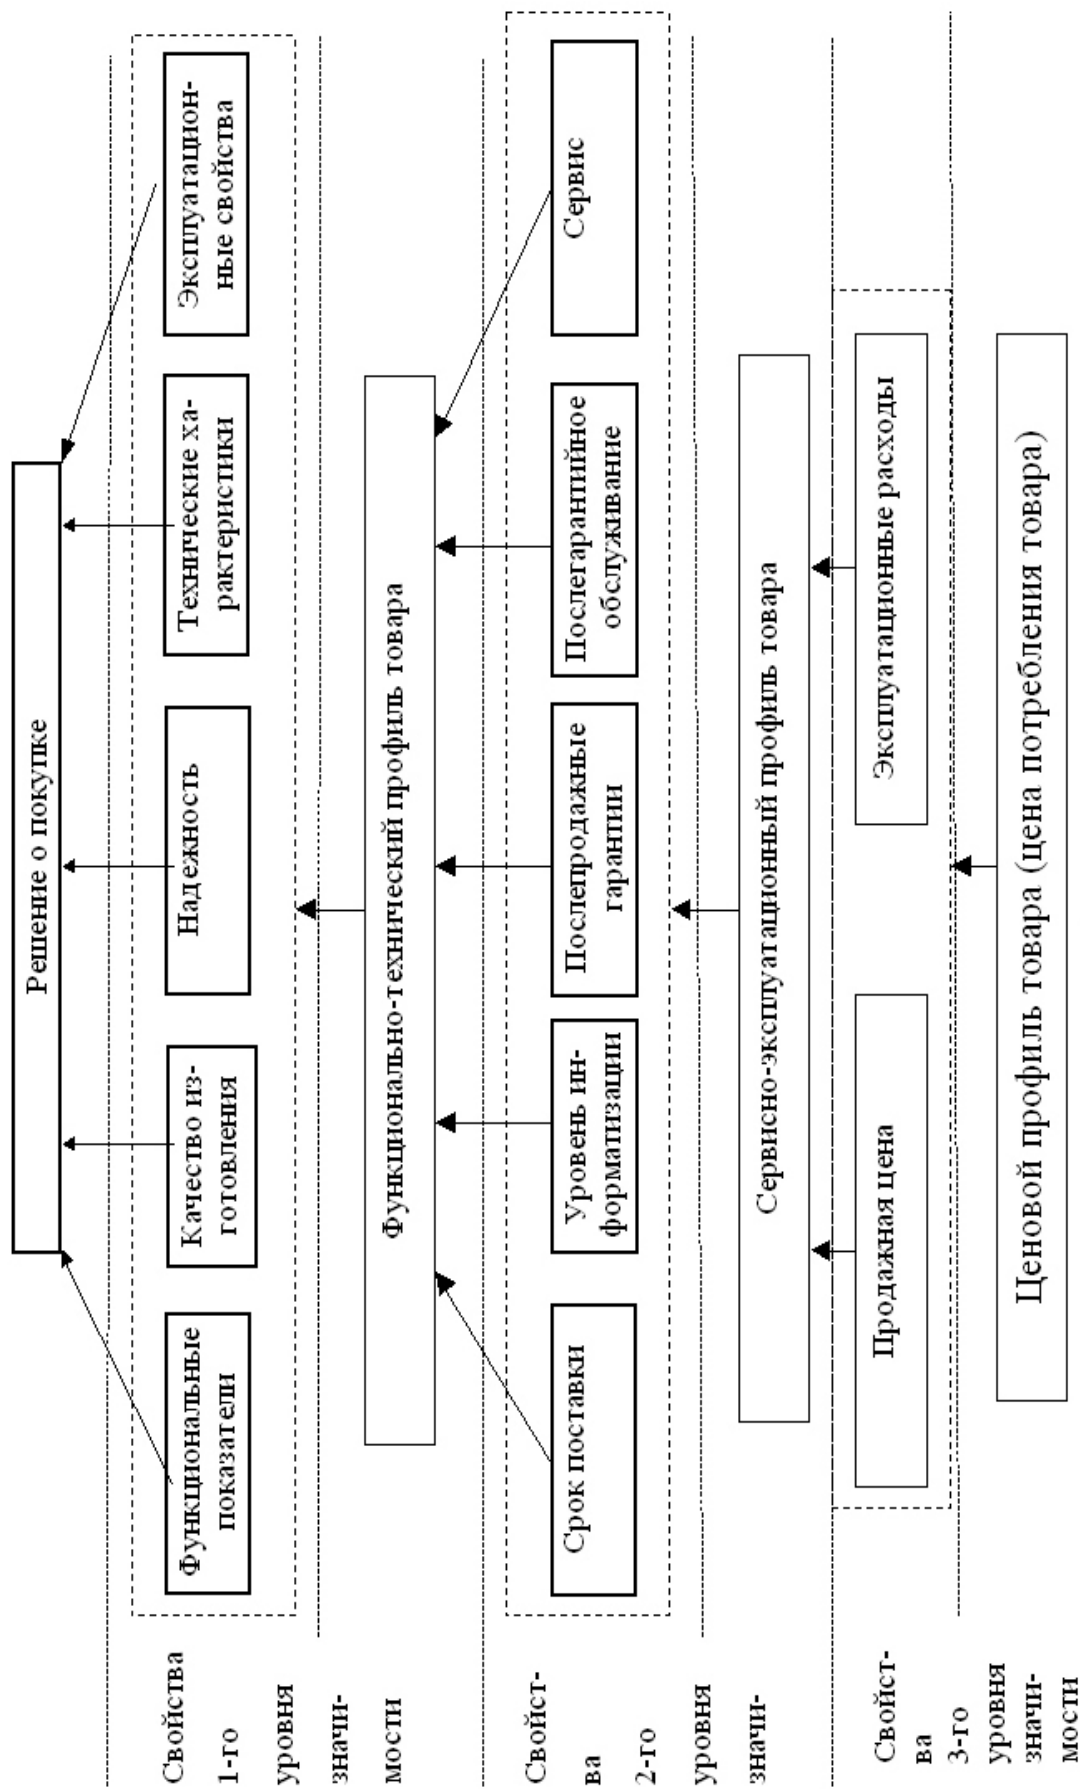 Решение о покупке
Свойства
1-го
уровня
значи-
мости
Функциональные
показатели
Качество из-
готовления
Надежность
Технические ха-
рактеристики
Эксплуатацион-
ные свойства
Функционально-технический профиль товара
Свойст-
ва
2-го
уровня
значи-
Срок поставки
Уровень ин-
форматизации
Послепродажные
гарантии
Послегарантийное
обслуживание
Сервис
Сервисно-эксплуатационный профиль товара
Свойст-
ва
3-го
уровня
значи-
мости
Продажная цена
Эксплуатационные расходы
Ценовой профиль товара (цена потребления товара)